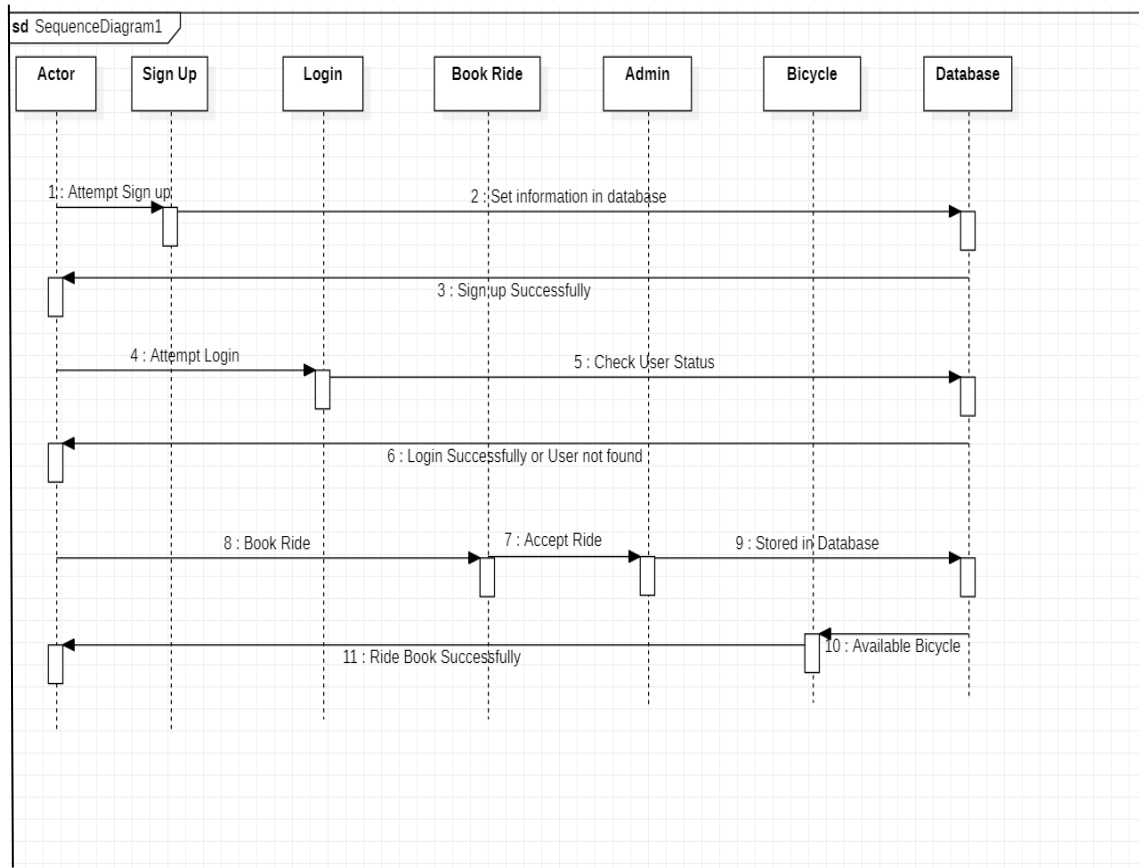 sd SequenceDiagram1
Actor
Sign Up
Login
Book Ride
Admin
Bicycle
Database
1 : Attempt Sign up
2 : Set information in database
3 : Sign up Successfully
4 : Attempt Login
5 : Check User Status
6 : Login Successfully or User not found
8 : Book Ride
7 : Accept Ride
9 : Stored in Database
10 : Available Bicycle
11 : Ride Book Successfully